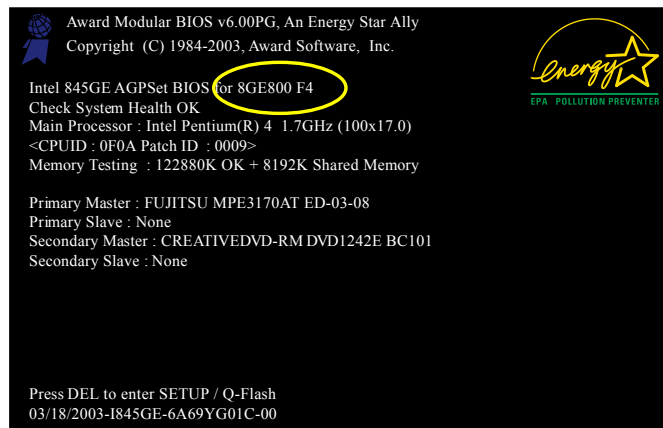 Award Modular BIOS v6.00PG, An Energy Star Ally
Copyright (C) 1984-2003, Award Software, Inc.
energy
EPA POLLUTION PREVENTER
Intel 845GE AGPSet BIOS for 8GE800 F4
Check System Health OK
Main Processor : Intel Pentium(R) 4 1.7GHz (100x17.0)
<CPUID : 0F0A Patch ID : 0009>
Memory Testing : 122880K OK + 8192K Shared Memory
Primary Master : FUJITSU MPE3170AT ED-03-08
Primary Slave : None
Secondary Master : CREATIVEDVD-RM DVD1242E BC101
Secondary Slave : None
Press DEL to enter SETUP / Q-Flash
03/18/2003-I845GE-6A69YG01C-00